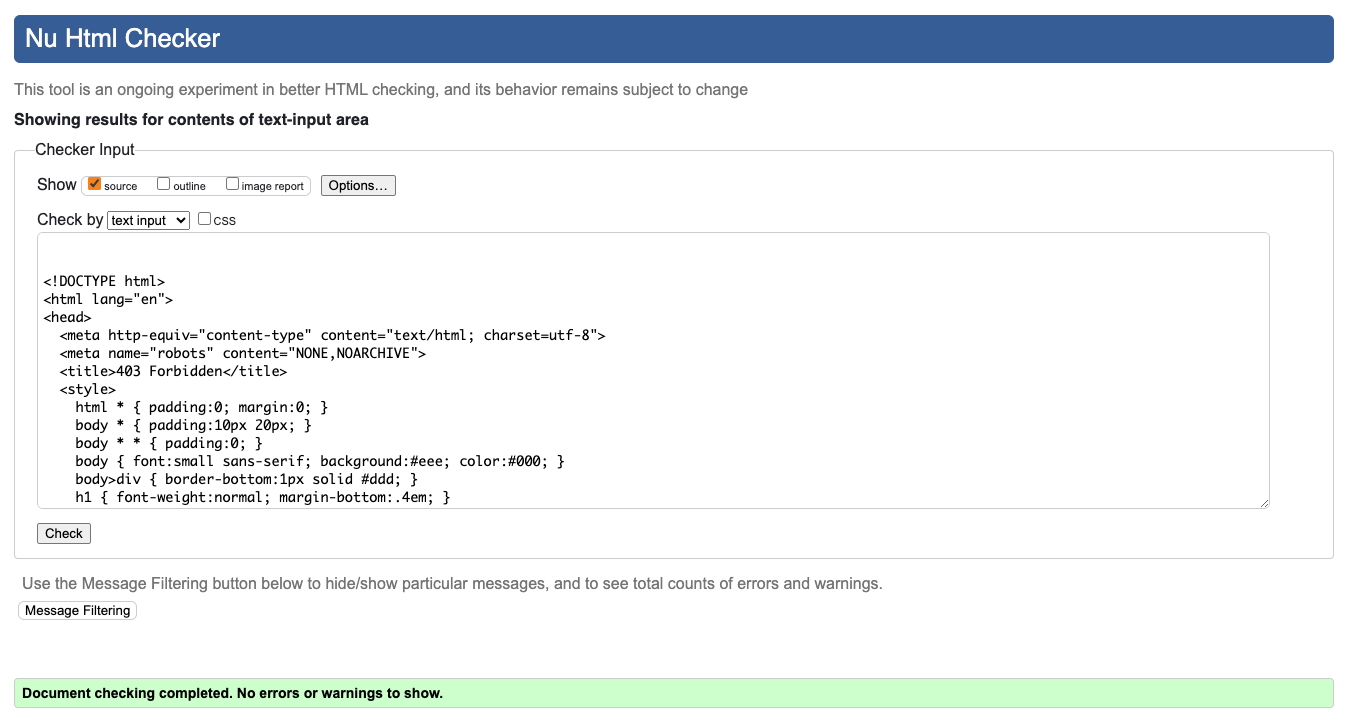 Nu Html Checker
This tool is an ongoing experiment in better HTML checking, and its behavior remains subject to change
Showing results for contents of text-input area
Checker Input
Show source outline image report Options…
Check by text input CSS
<!DOCTYPE html>
<html lang="en">
<head>
  <meta http-equiv="content-type" content="text/html; charset=utf-8">
  <meta name="robots" content="NONE,NOARCHIVE">
  <title>403 Forbidden</title>
  <style>
    html * { padding:0; margin:0; }
    body * { padding:10px 20px; }
    body * * { padding:0; }
    body { font:small sans-serif; background:#eee; color:#000; }
    body>div { border-bottom:1px solid #ddd; }
    h1 { font-weight:normal; margin-bottom:.4em; }
Check
Use the Message Filtering button below to hide/show particular messages, and to see total counts of errors and warnings.
Message Filtering
Document checking completed. No errors or warnings to show.